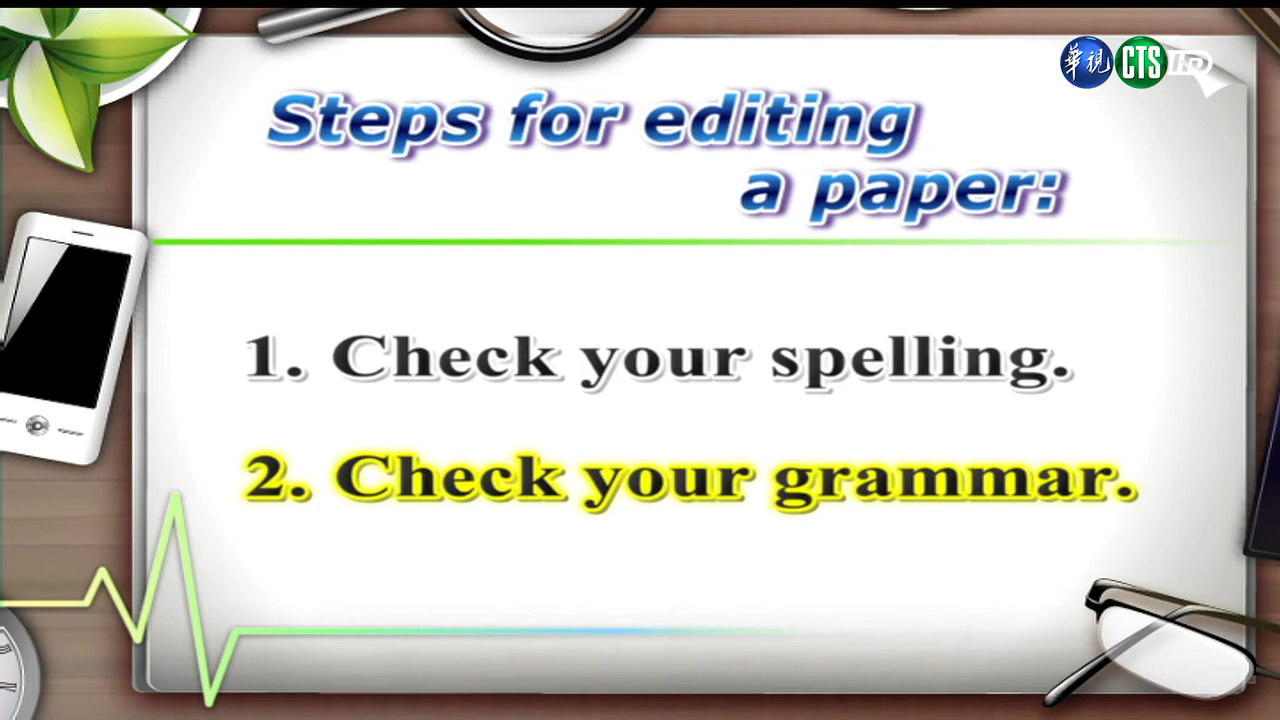 華視 CTS HD
Steps for editing
a paper:
1. Check your spelling.
2. Check your grammar.